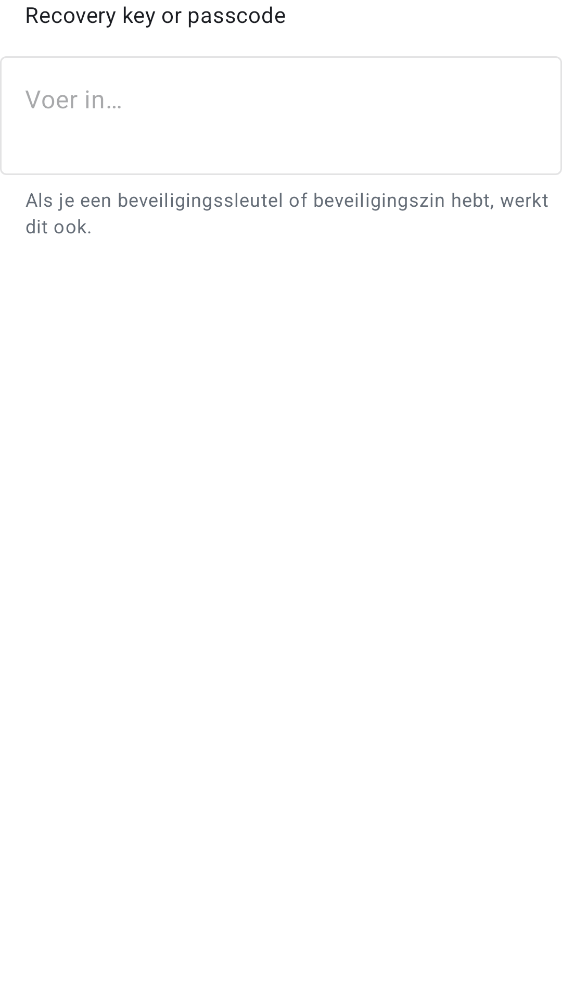 Recovery key or passcode
Voer in…
Als je een beveiligingssleutel of beveiligingszin hebt, werkt
dit ook.